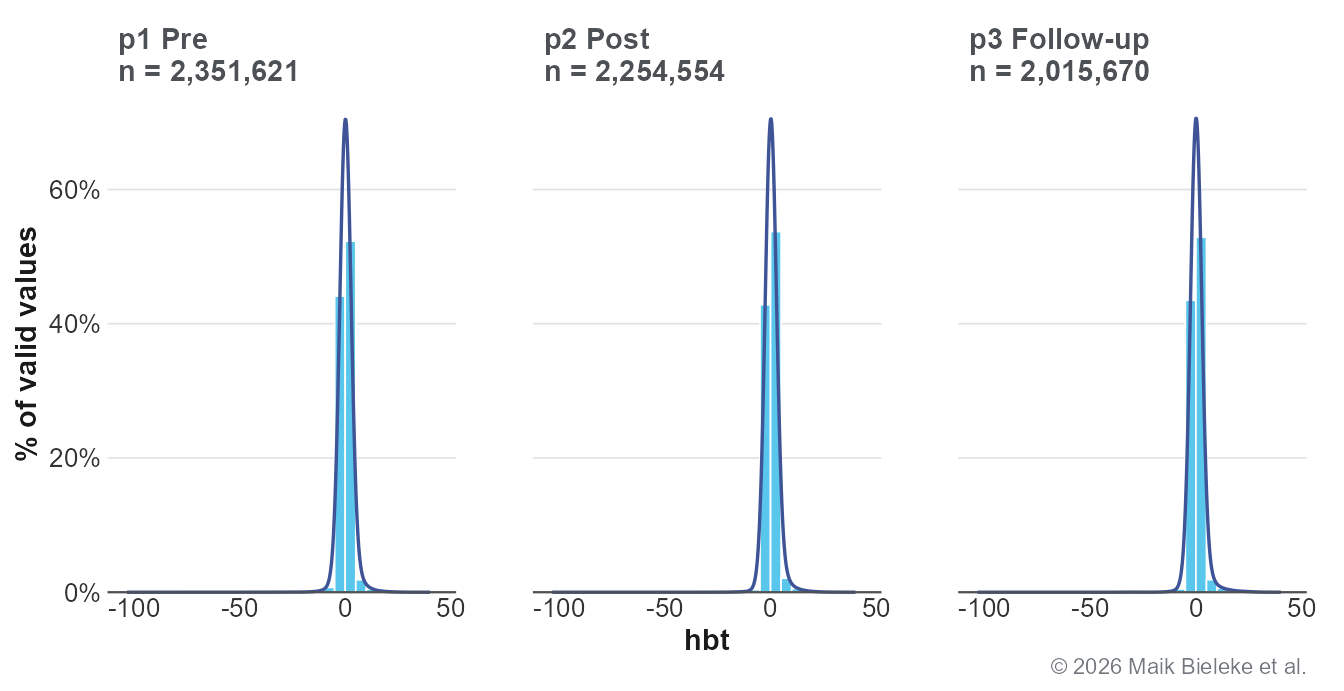 p1 Pre
n = 2,351,621
p2 Post
n = 2,254,554
p3 Follow-up
n = 2,015,670
% of valid values
60%
40%
20%
0%
-100 -50 0 50
-100 -50 0 50
-100 -50 0 50
hbt
© 2026 Maik Bieleke et al.